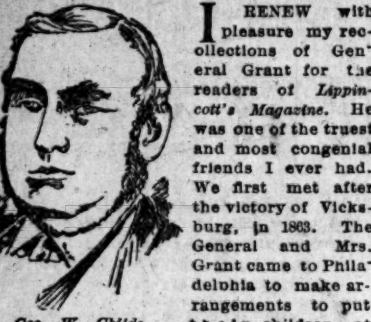 I RENEW with
pleasure my rec-
ollections of Gen-
eral Grant for the
readers of Lippin-
cott's Magazine. He
was one of the truest
and most congenial
friends I ever had.
We first met after
the victory of Vicks-
burg, in 1863. The
General and Mrs.
Grant came to Phila-
delphia to make ar-
rangements to put
Geo. W. Childs